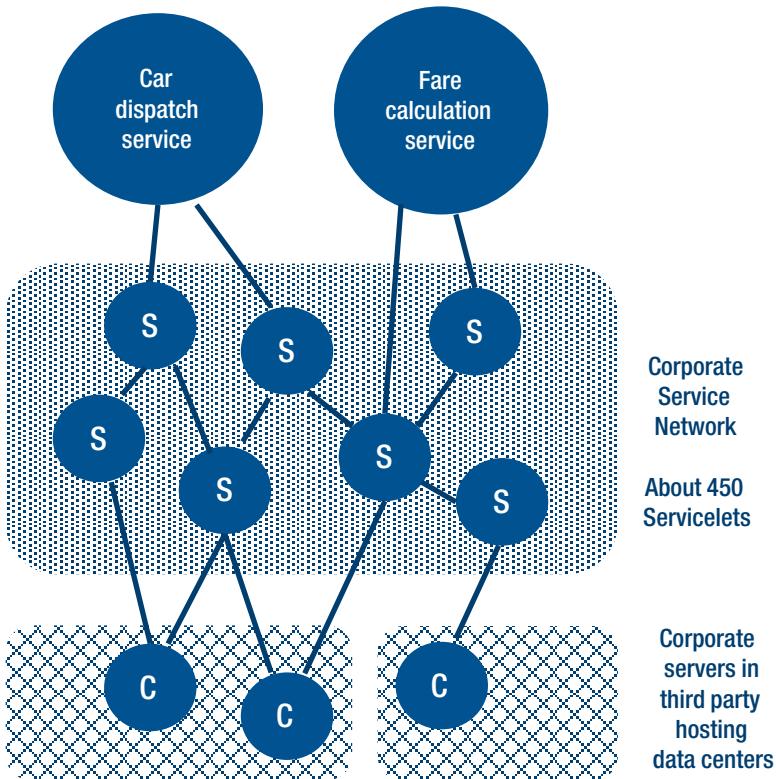 Car
dispatch
service
Fare
calculation
service
S
S
S
S
S
S
S
Corporate
Service
Network
About 450
Servicelets
C
C
C
Corporate
servers in
third party
hosting
data centers